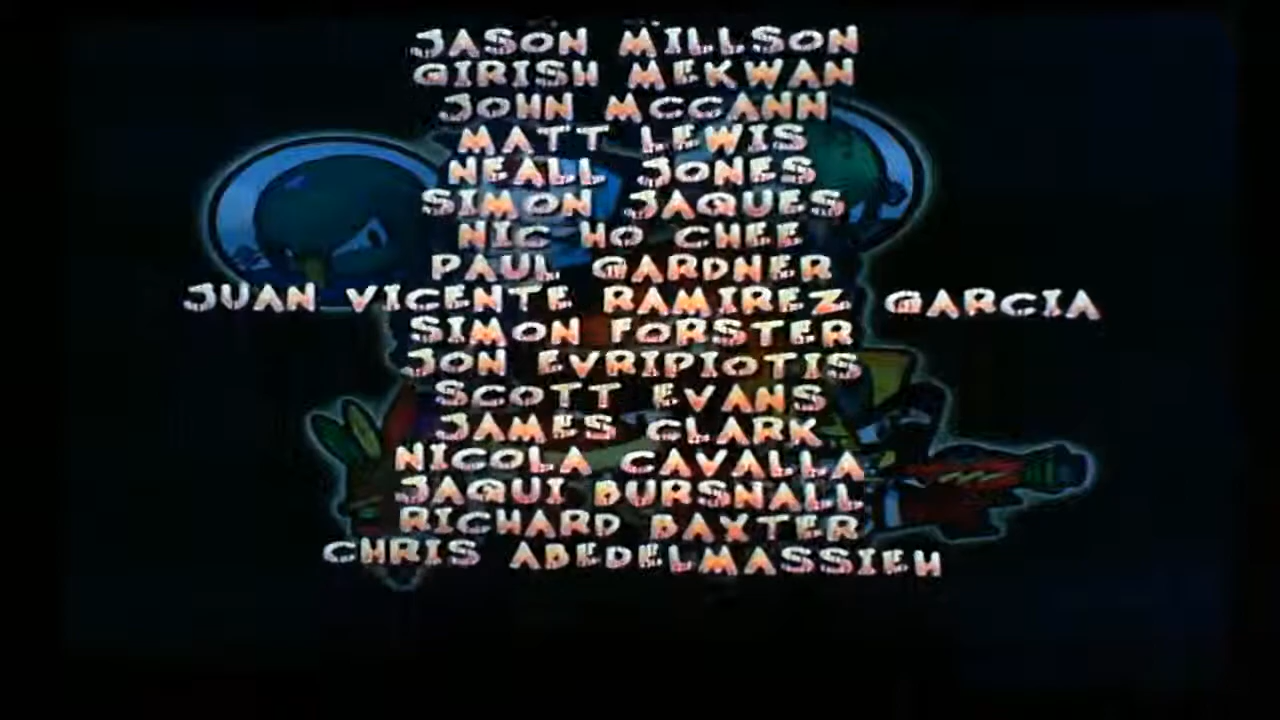 JASON MILLSON
GIRISH MEKWAN
JOHN MCCANN
MATT LEWIS
NEALL JONES
SIMON JAQUES
NIC HO CHEE
PAUL GARDNER
JUAN VICENTE RAMIREZ GARCIA
SIMON FORSTER
JON EVRIPIOTIS
SCOTT EVANS
JAMES CLARK
NICOLA CAVALLA
JAQUI BURSNALL
RICHARD BAXTER
CHRIS ABEDELMASSIEH